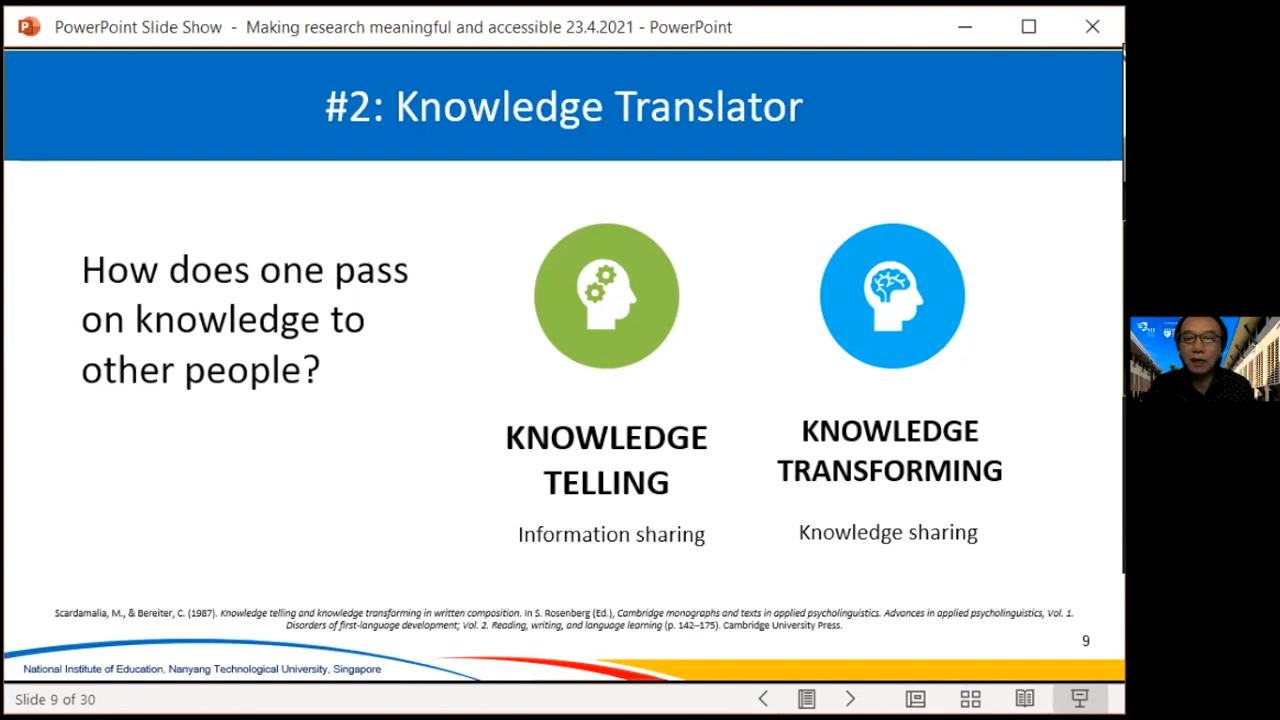 PowerPoint Slide Show - Making research meaningful and accessible 23.4.2021 - PowerPoint
#2: Knowledge Translator
How does one pass
on knowledge to
other people?
KNOWLEDGE
TELLING
Information sharing
KNOWLEDGE
TRANSFORMING
Knowledge sharing
Scardamalia, M., & Bereiter, C. (1987). Knowledge telling and knowledge transforming in written composition. In S. Rosenberg (Ed.), Cambridge monographs and texts in applied psycholinguistics. Advances in applied psycholinguistics, Vol. 1.
Disorders of first-language development; Vol. 2. Reading, writing, and language learning (p. 142–175). Cambridge University Press.
9
National Institute of Education, Nanyang Technological University, Singapore
Slide 9 of 30